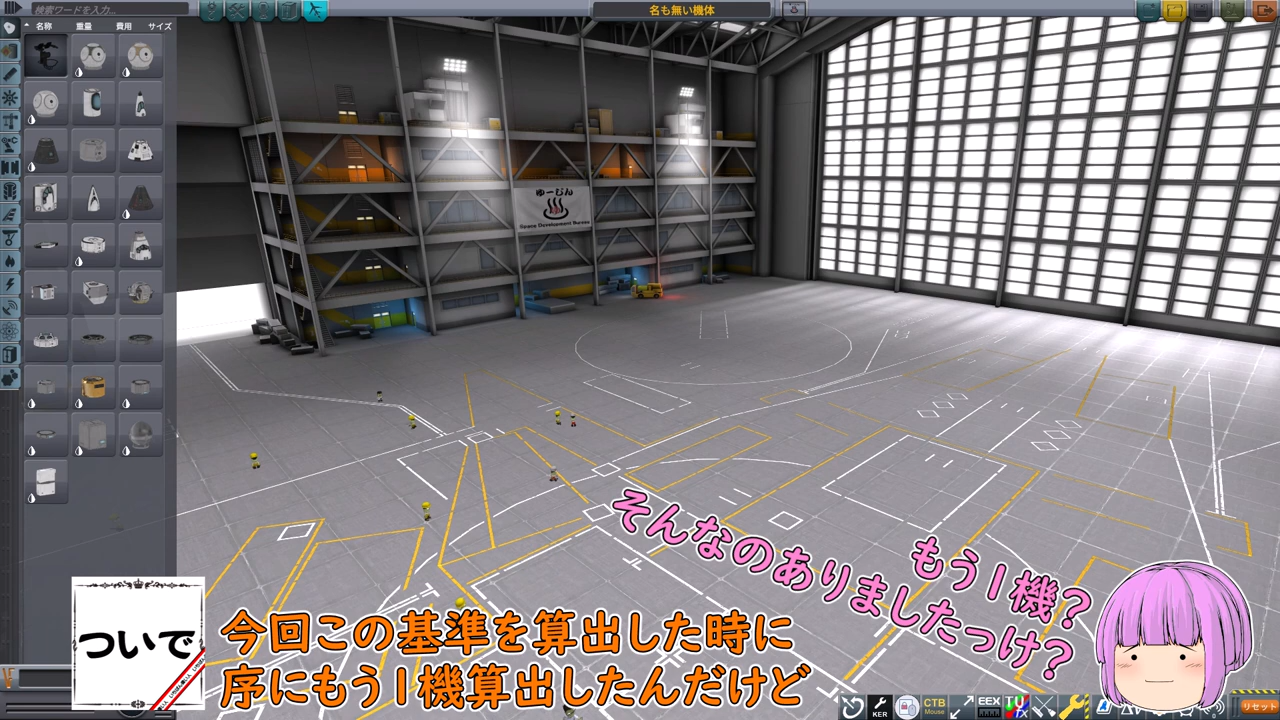 検索ワードを入力...
名も無い機体
名称 重量 費用 サイズ
ゆーじん
Space Development Bureau
そんなのありましたっけ?
もう1機?
ついで
今回この基準を算出した時に
序にもう1機算出したんだけど
KER
CTB
Mouse
EEX
リセット